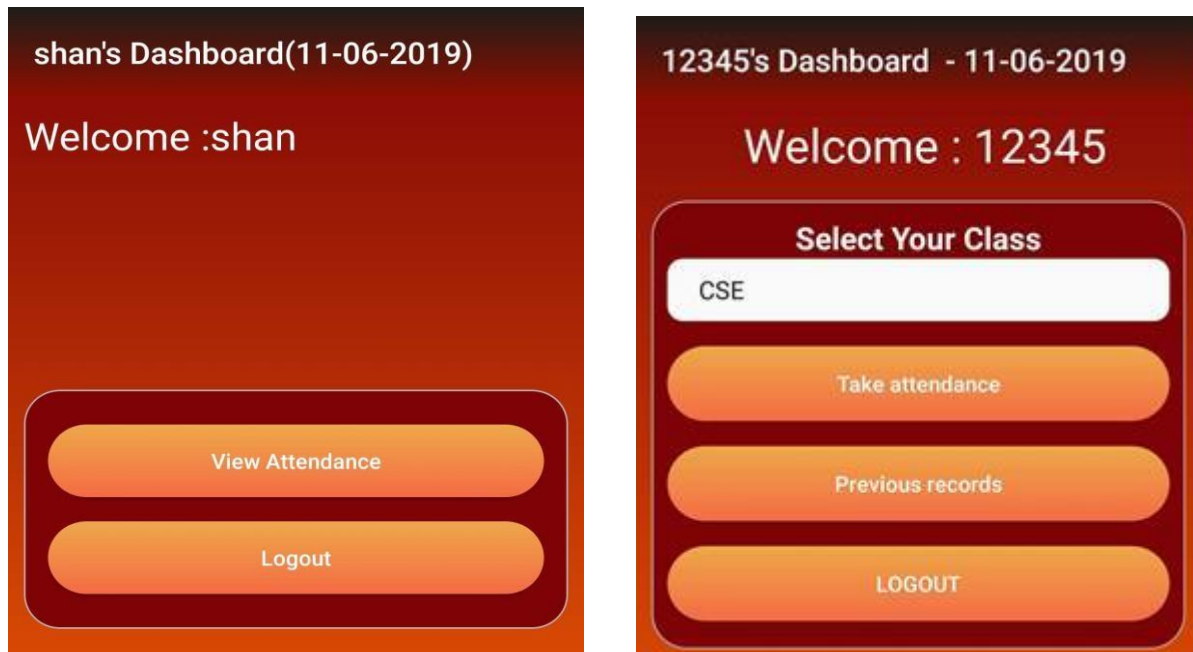 shan's Dashboard(11-06-2019)
Welcome :shan
View Attendance
Logout
12345's Dashboard - 11-06-2019
Welcome : 12345
Select Your Class
CSE
Take attendance
Previous records
LOGOUT